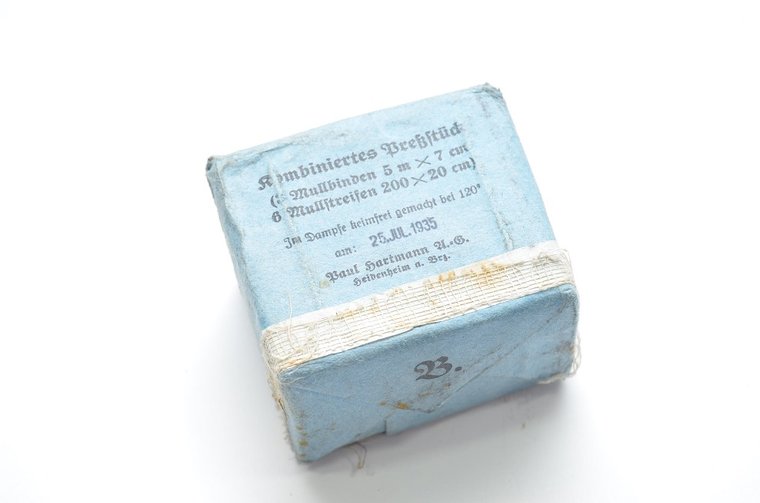 Kombiniertes Preßstück
( Mullbinden 5 m × 7 cm
6 Mullstreifen 200 × 20 cm)
Im Dampfe keimfrei gemacht bei 120°
am: 25. JUL. 1935
Paul Hartmann A.-G.
Heidenheim a. Brz.
B.